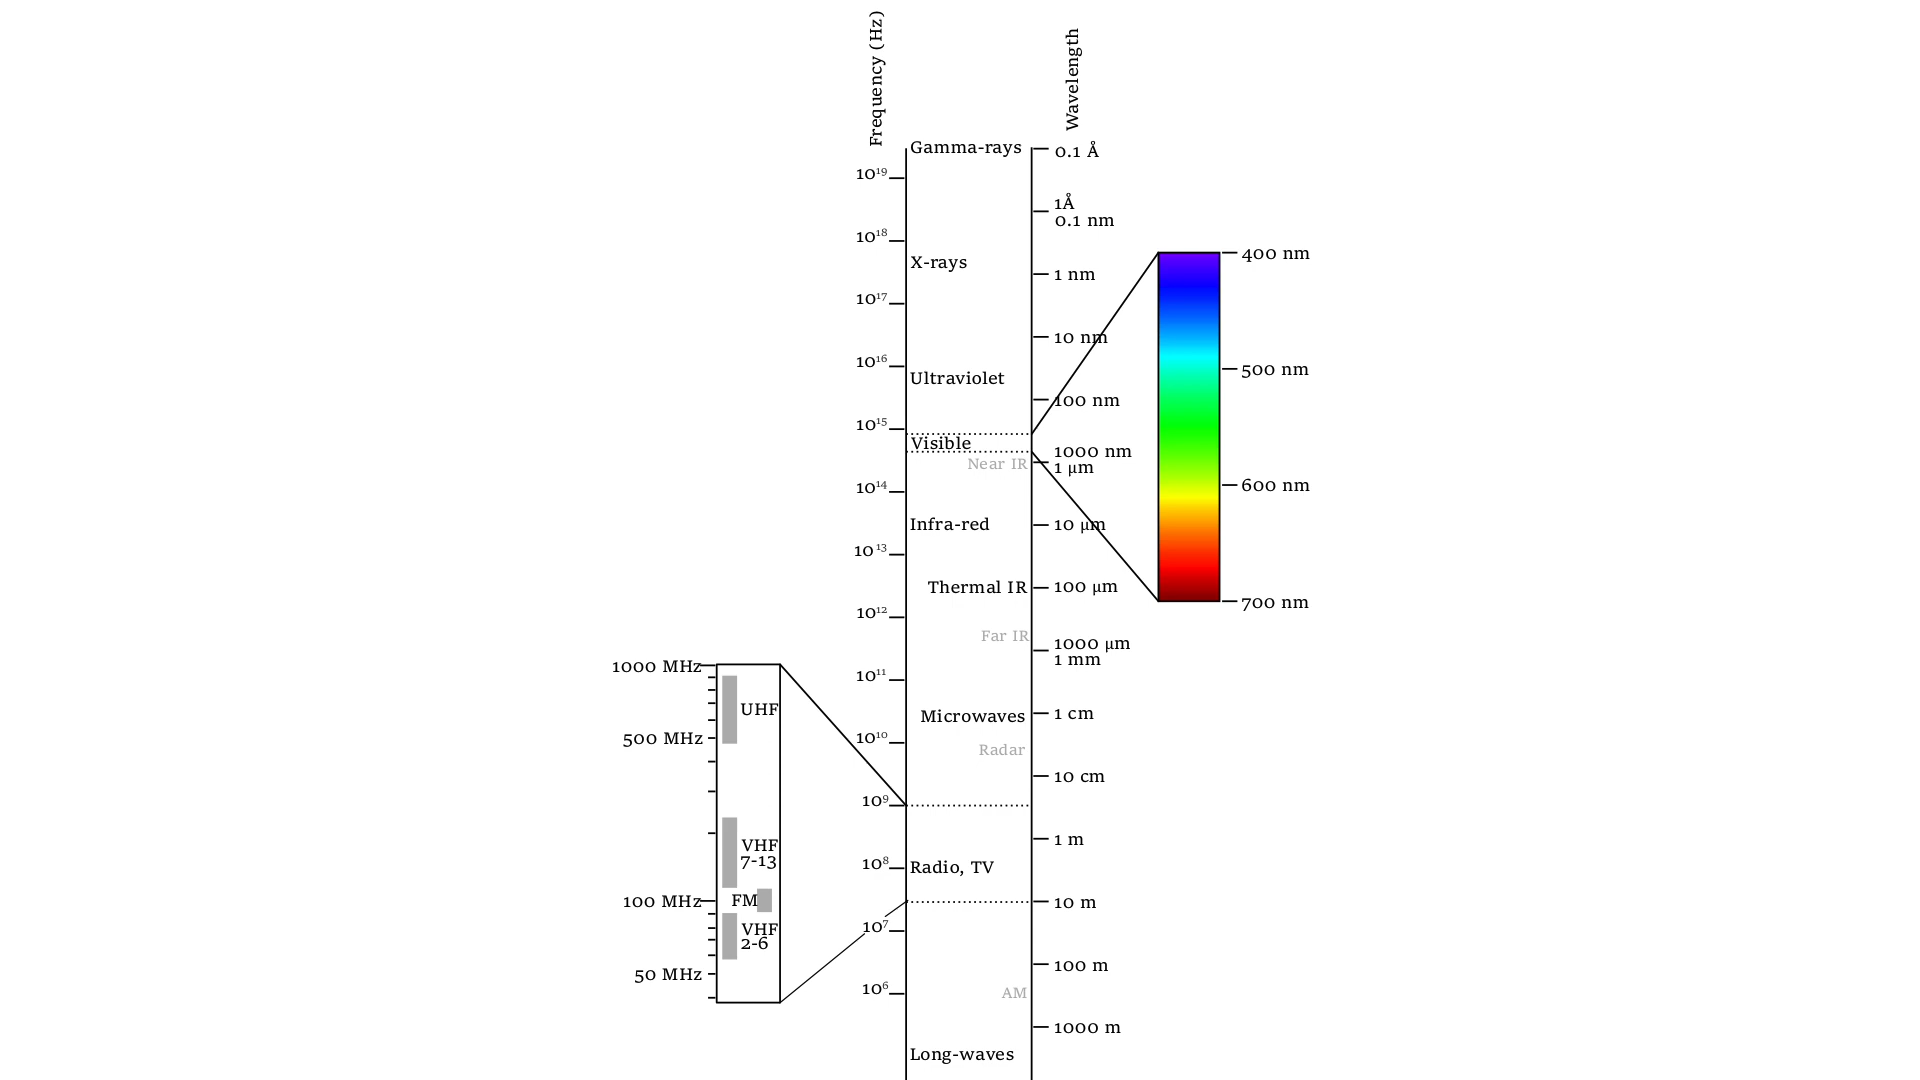 Frequency (Hz)
Wavelength
Gamma-rays
0.1 Å
10¹⁹
1Å
0.1 nm
10¹⁸
400 nm
X-rays
1 nm
10¹⁷
10 nm
10¹⁶
500 nm
Ultraviolet
100 nm
10¹⁵
Visible
1000 nm
Near IR
1 µm
10¹⁴
600 nm
Infra-red
10 µm
10¹³
Thermal IR
100 µm
700 nm
10¹²
Far IR
1000 µm
1 mm
1000 MHz
10¹¹
UHF
Microwaves
1 cm
500 MHz
10¹⁰
Radar
10 cm
10⁹
VHF
7-13
1 m
10⁸
Radio, TV
100 MHz
FM
10 m
VHF
2-6
10⁷
50 MHz
100 m
10⁶
AM
1000 m
Long-waves